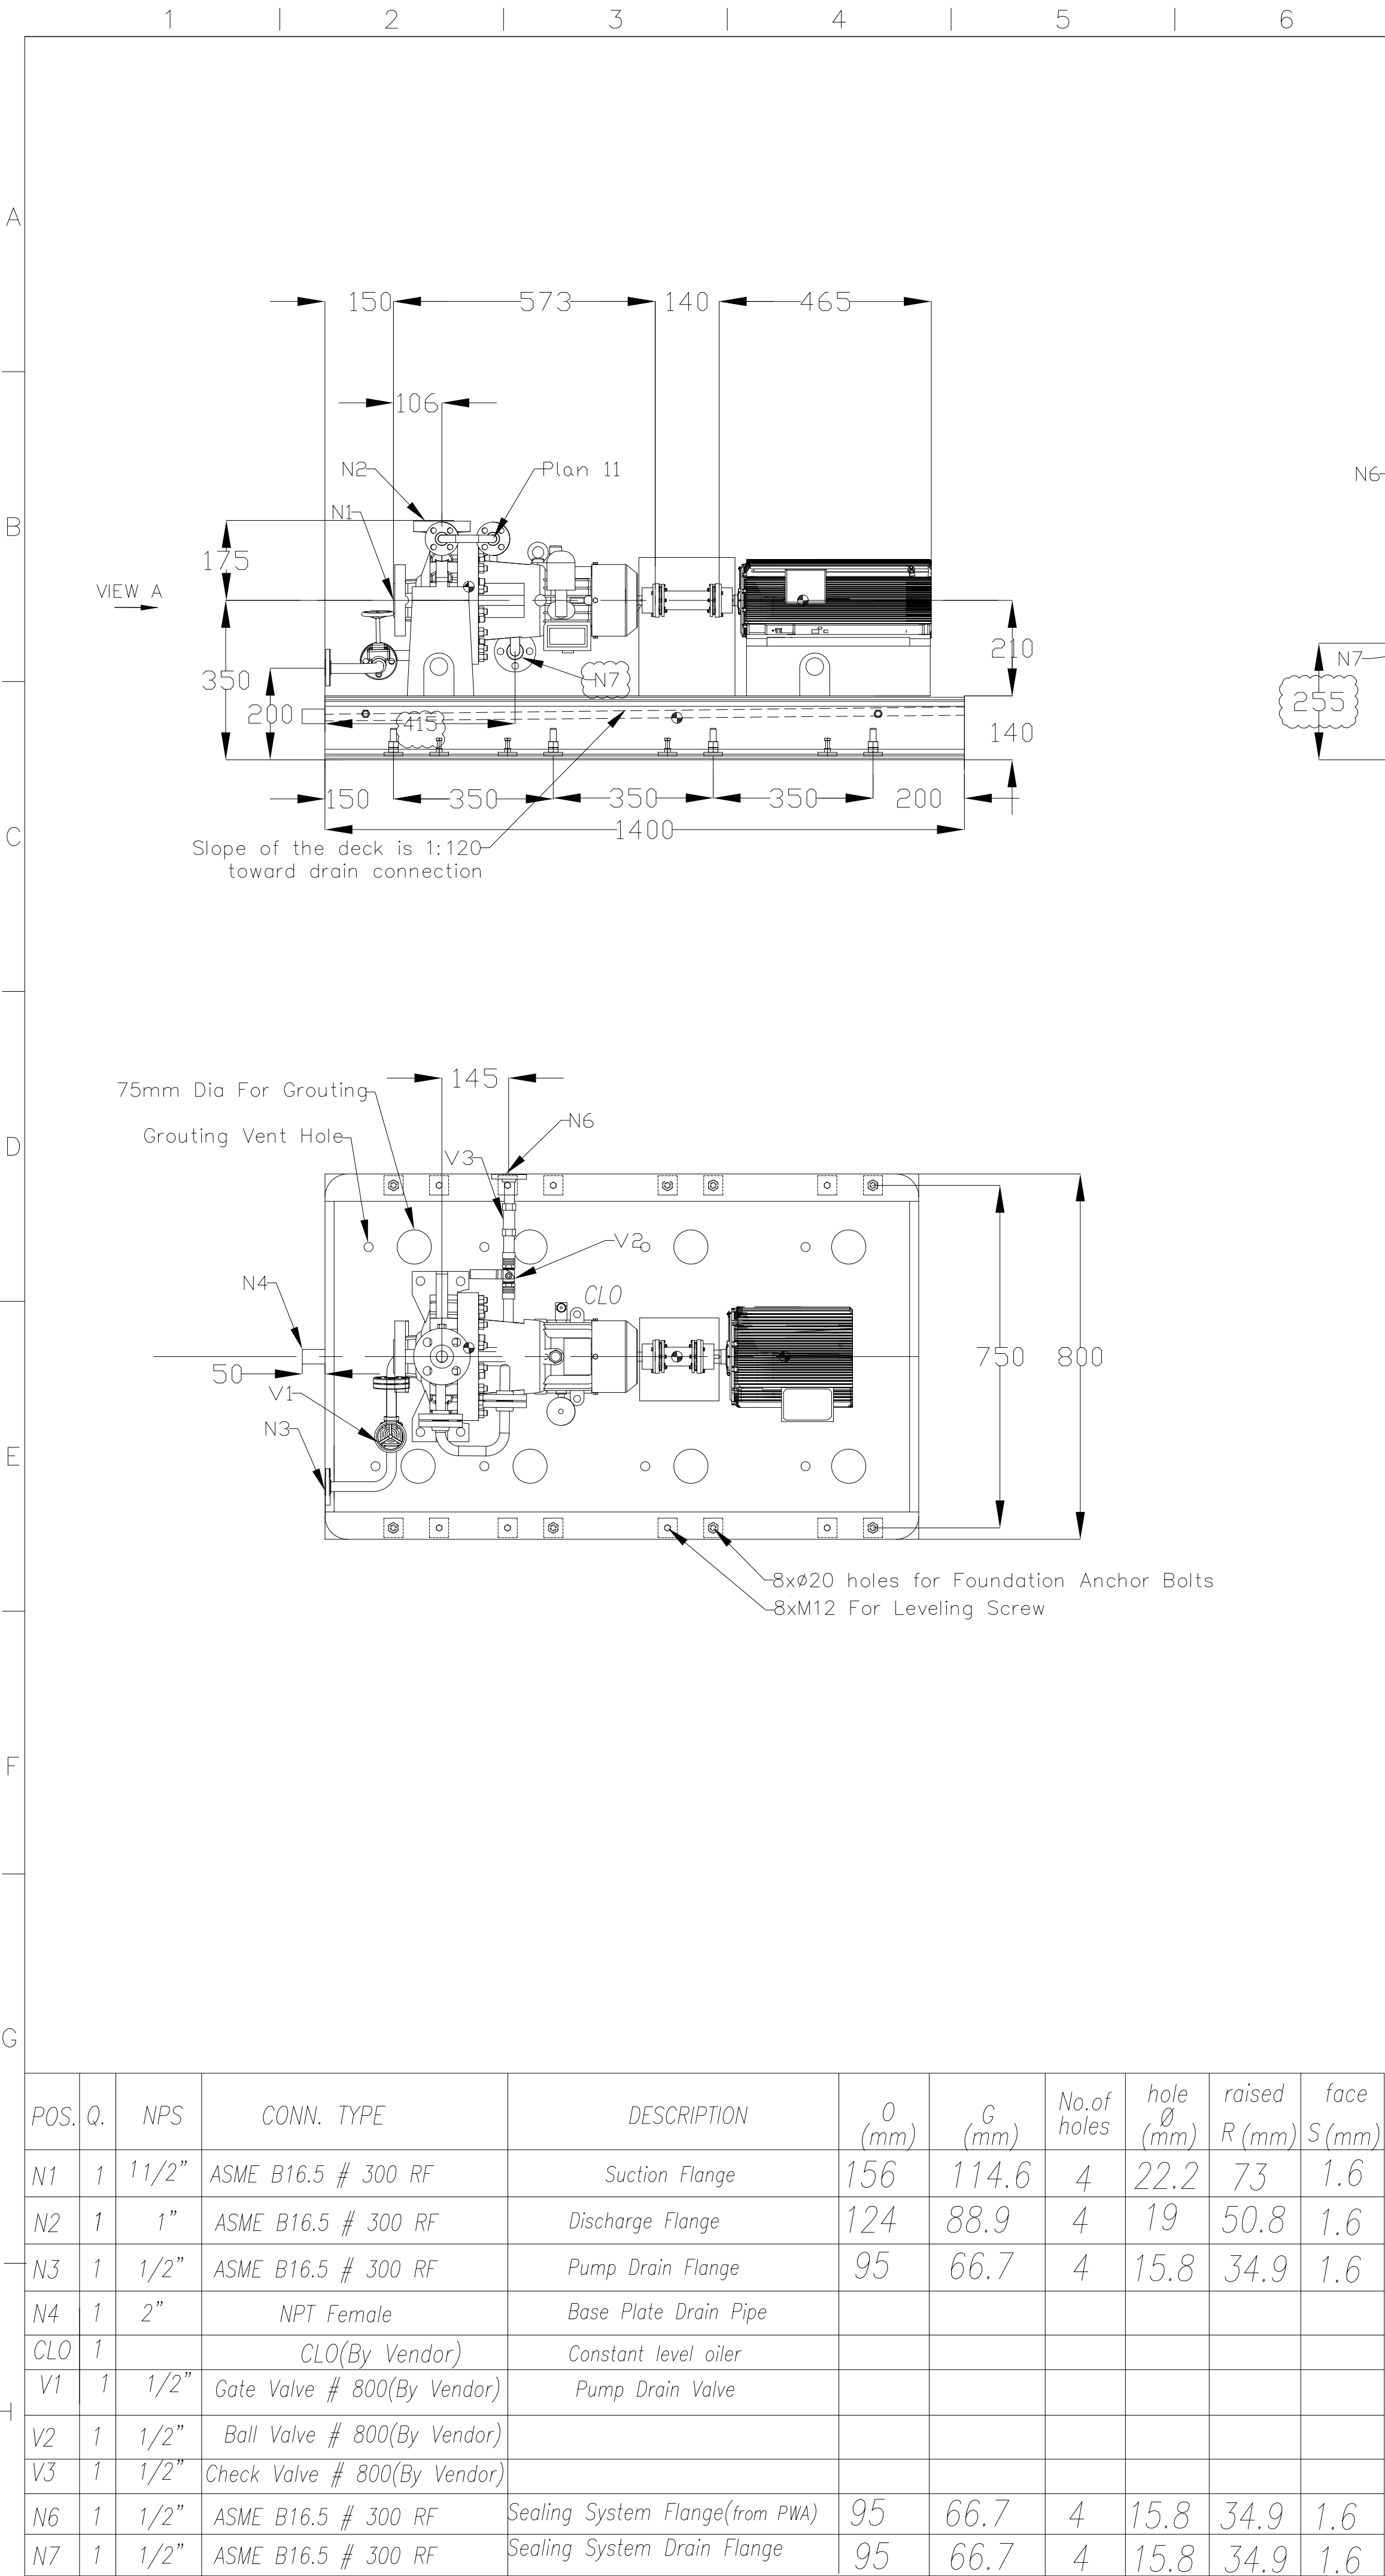 1 2 3 4 5 6
A
150 573 140 465
106
N2 Plan 11
N6
N1
B
175
VIEW A
210
N7
350
N7
200
415
255
140
150 350 350 350 200
1400
C
Slope of the deck is 1:120
toward drain connection
145
75mm Dia For Grouting
N6
Grouting Vent Hole
D
V3
V2
N4
CLO
750 800
50
V1
N3
E
8xø20 holes for Foundation Anchor Bolts
8xM12 For Leveling Screw
F
G
POS. Q. NPS CONN. TYPE DESCRIPTION O (mm) G (mm) No.of holes hole Ø (mm) raised R (mm) face S (mm)
N1 1 1 1/2" ASME B16.5 # 300 RF Suction Flange 156 114.6 4 22.2 73 1.6
N2 1 1" ASME B16.5 # 300 RF Discharge Flange 124 88.9 4 19 50.8 1.6
N3 1 1/2" ASME B16.5 # 300 RF Pump Drain Flange 95 66.7 4 15.8 34.9 1.6
N4 1 2" NPT Female Base Plate Drain Pipe
CLO 1 CLO(By Vendor) Constant level oiler
V1 1 1/2" Gate Valve # 800(By Vendor) Pump Drain Valve
H
V2 1 1/2" Ball Valve # 800(By Vendor)
V3 1 1/2" Check Valve # 800(By Vendor)
N6 1 1/2" ASME B16.5 # 300 RF Sealing System Flange(from PWA) 95 66.7 4 15.8 34.9 1.6
N7 1 1/2" ASME B16.5 # 300 RF Sealing System Drain Flange 95 66.7 4 15.8 34.9 1.6